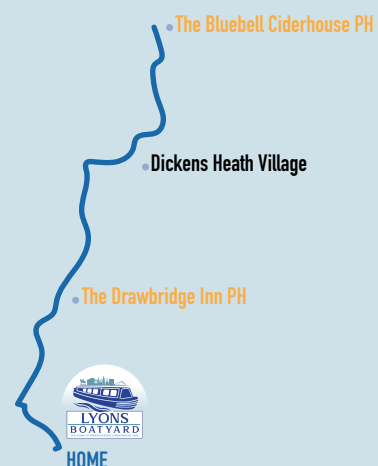 The Bluebell Ciderhouse PH
Dickens Heath Village
The Drawbridge Inn PH
LYONS
BOATYARD
HOME